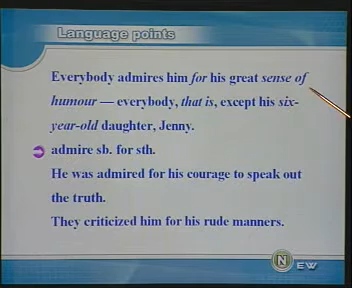 Language points
Everybody admires him for his great sense of
humour — everybody, that is, except his six-
year-old daughter, Jenny.
admire sb. for sth.
He was admired for his courage to speak out
the truth.
They criticized him for his rude manners.
N EW